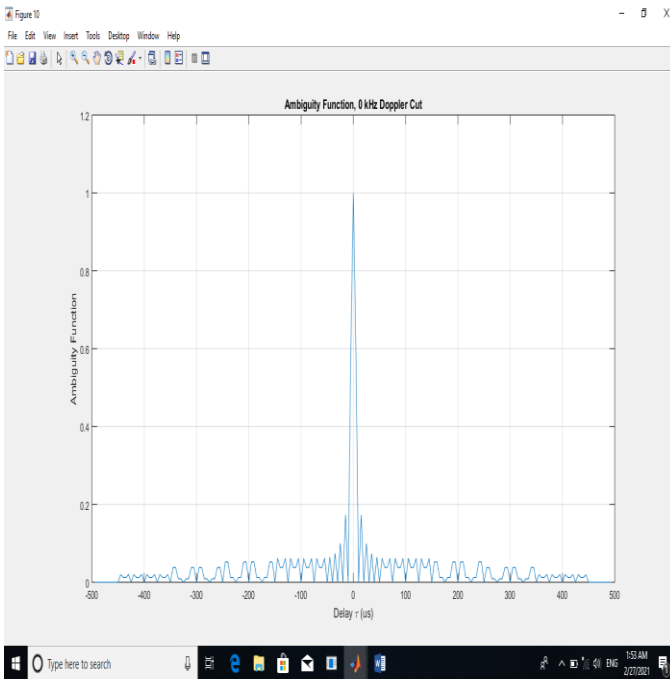 Figure 10
File Edit View Insert Tools Desktop Window Help
Ambiguity Function, 0 kHz Doppler Cut
1.2
1
0.8
0.6
0.4
0.2
0
Ambiguity Function
-500 -400 -300 -200 -100 0 100 200 300 400 500
Delay τ (us)
Type here to search
ENG
1:53 AM
2/27/2021